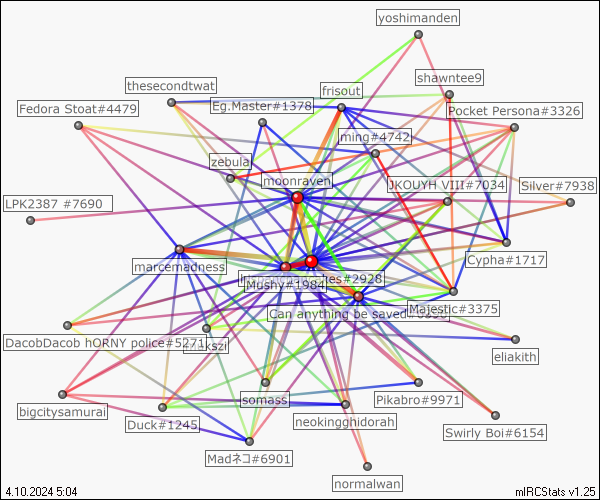 yoshimanden
shawntee9
thesecondtwat
frisout
Fedora Stoat#4479
Eg.Master#1378
Pocket Persona#3326
ming#4742
zebula
moonraven
JKOUYH VIII#7034
Silver#7938
LPK2387 #7690
Cypha#1717
marcemadness
es#2928
Mushy#1984
Can anything be saved
Majestic#3375
DacobDacob hORNY police#5271
kszi
eliakith
bigcitysamurai
somass
Pikabro#9971
Duck#1245
neokingghidorah
Swirly Boi#6154
Madネコ#6901
normalwan
4.10.2024 5:04
mIRCStats v1.25